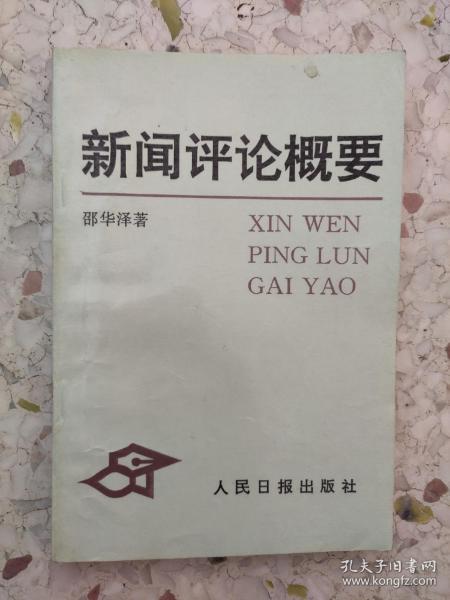 新闻评论概要
邵华泽著
XIN WEN
PING LUN
GAI YAO
人民日报出版社
孔夫子旧书网
www.kongfz.com